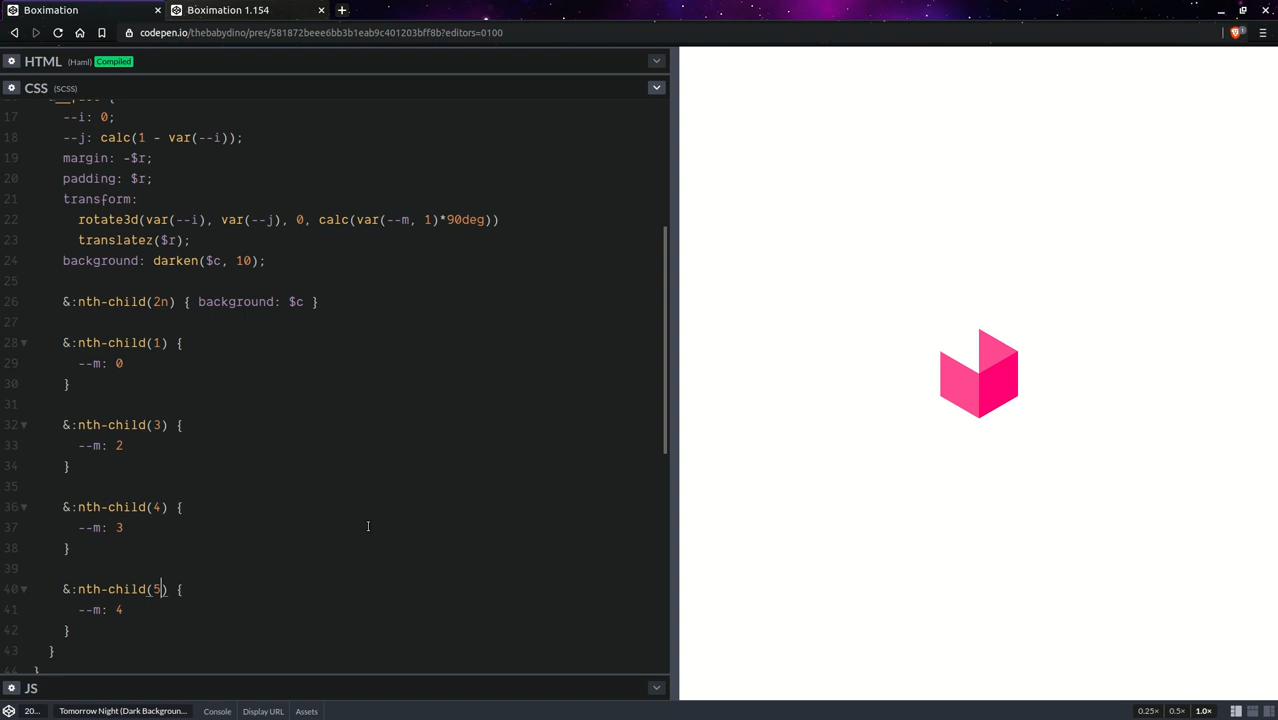 Boximation ×
Boximation 1.154 ×
codepen.io/thebabydino/pres/581872beee6bb3b1eab9c401203bff8b?editors=0100
1
HTML (Haml) Compiled
CSS (SCSS)
17 --i: 0;
18 --j: calc(1 - var(--i));
19 margin: -$r;
20 padding: $r;
21 transform:
22 rotate3d(var(--i), var(--j), 0, calc(var(--m, 1)*90deg))
23 translatez($r);
24 background: darken($c, 10);
25
26 &:nth-child(2n) { background: $c }
27
28 &:nth-child(1) {
29 --m: 0
30 }
31
32 &:nth-child(3) {
33 --m: 2
34 }
35
36 &:nth-child(4) {
37 --m: 3
38 }
39
40 &:nth-child(5) {
41 --m: 4
42 }
43 }
44 }
JS
20... Tomorrow Night (Dark Backgroun... Console Display URL Assets 0.25× 0.5× 1.0×